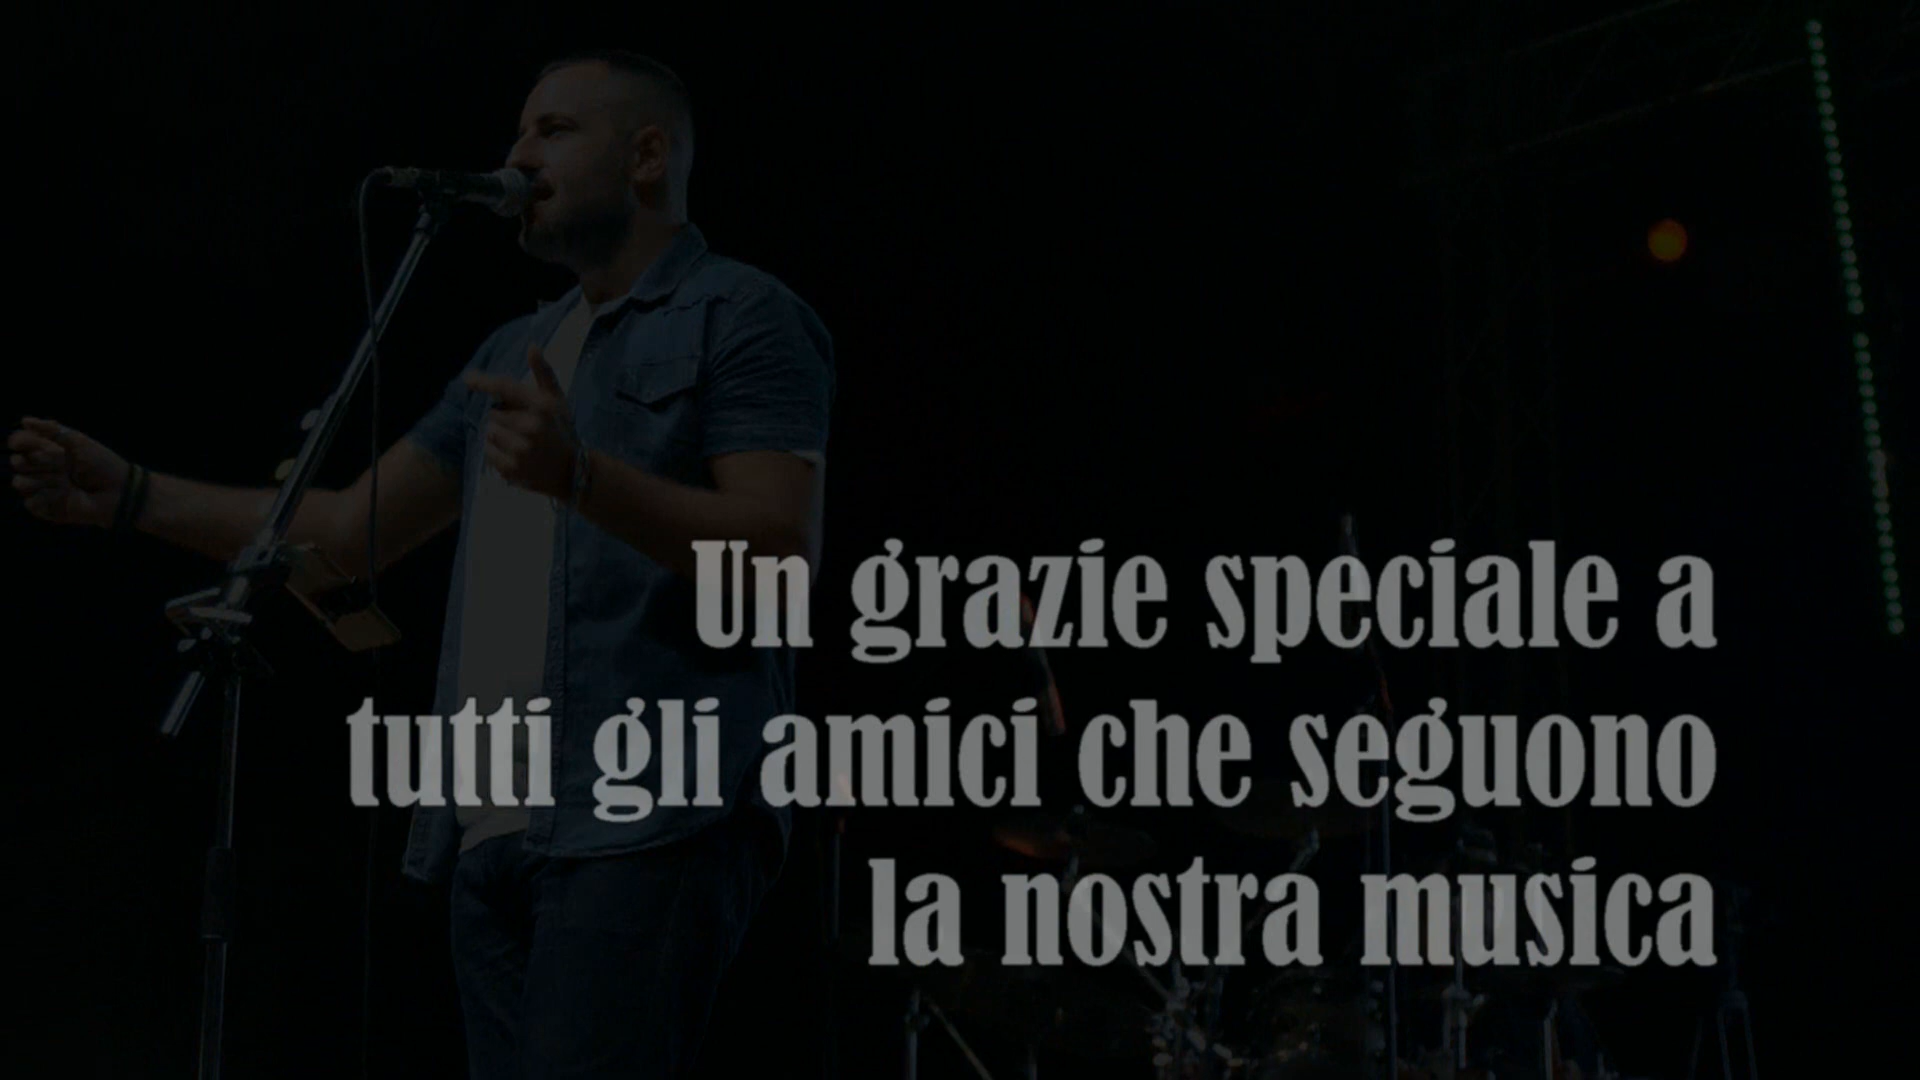 Un grazie speciale a
tutti gli amici che seguono
la nostra musica